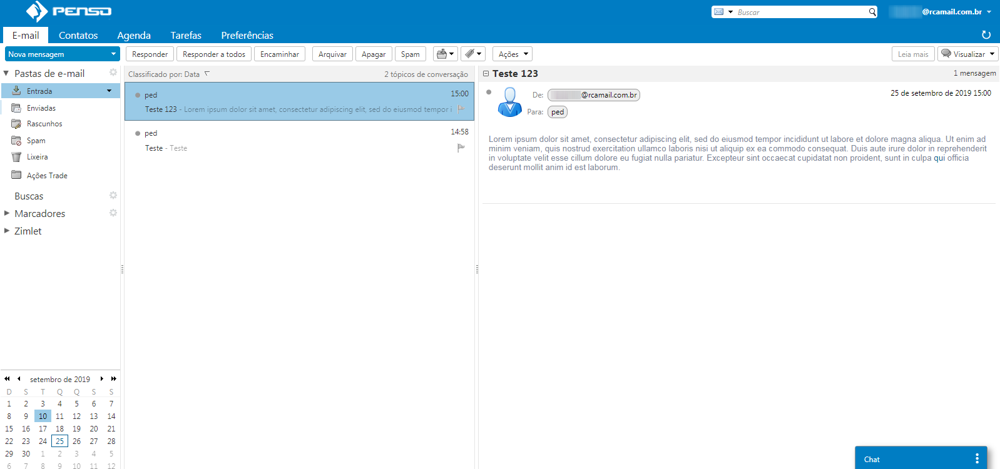 PENSO
Buscar
@rcamail.com.br
E-mail
Contatos
Agenda
Tarefas
Preferências
Nova mensagem
Responder
Responder a todos
Encaminhar
Arquivar
Apagar
Spam
Ações
Leia mais
Visualizar
Pastas de e-mail
Entrada
Enviadas
Rascunhos
Spam
Lixeira
Ações Trade
Buscas
Marcadores
Zimlet
setembro de 2019
D S T Q Q S S
1 2 3 4 5 6 7
8 9 10 11 12 13 14
15 16 17 18 19 20 21
22 23 24 25 26 27 28
29 30 1 2 3 4 5
6 7 8 9 10 11 12
Classificado por: Data
2 tópicos de conversação
ped
15:00
Teste 123 - Lorem ipsum dolor sit amet, consectetur adipiscing elit, sed do eiusmod tempor i
ped
14:58
Teste - Teste
Teste 123
1 mensagem
De: @rcamail.com.br
25 de setembro de 2019 15:00
Para: ped
Lorem ipsum dolor sit amet, consectetur adipiscing elit, sed do eiusmod tempor incididunt ut labore et dolore magna aliqua. Ut enim ad
minim veniam, quis nostrud exercitation ullamco laboris nisi ut aliquip ex ea commodo consequat. Duis aute irure dolor in reprehenderit
in voluptate velit esse cillum dolore eu fugiat nulla pariatur. Excepteur sint occaecat cupidatat non proident, sunt in culpa qui officia
deserunt mollit anim id est laborum.
Chat